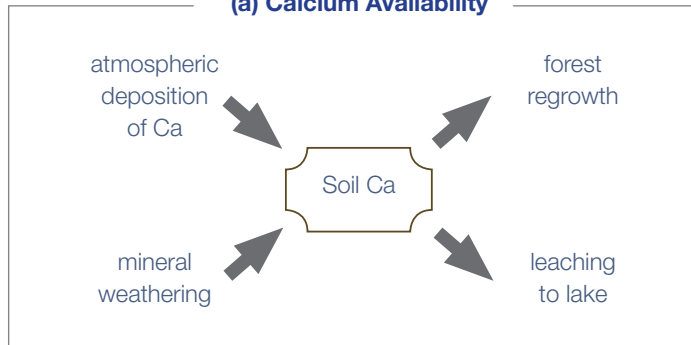 (a) Calcium Availability
atmospheric
deposition
of Ca
forest
regrowth
Soil Ca
mineral
weathering
leaching
to lake